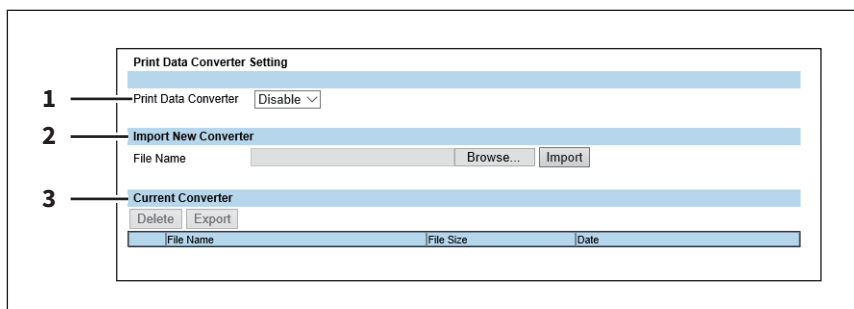 Print Data Converter Setting
1 Print Data Converter Disable
2 Import New Converter
File Name Browse... Import
3 Current Converter
Delete Export
File Name File Size Date